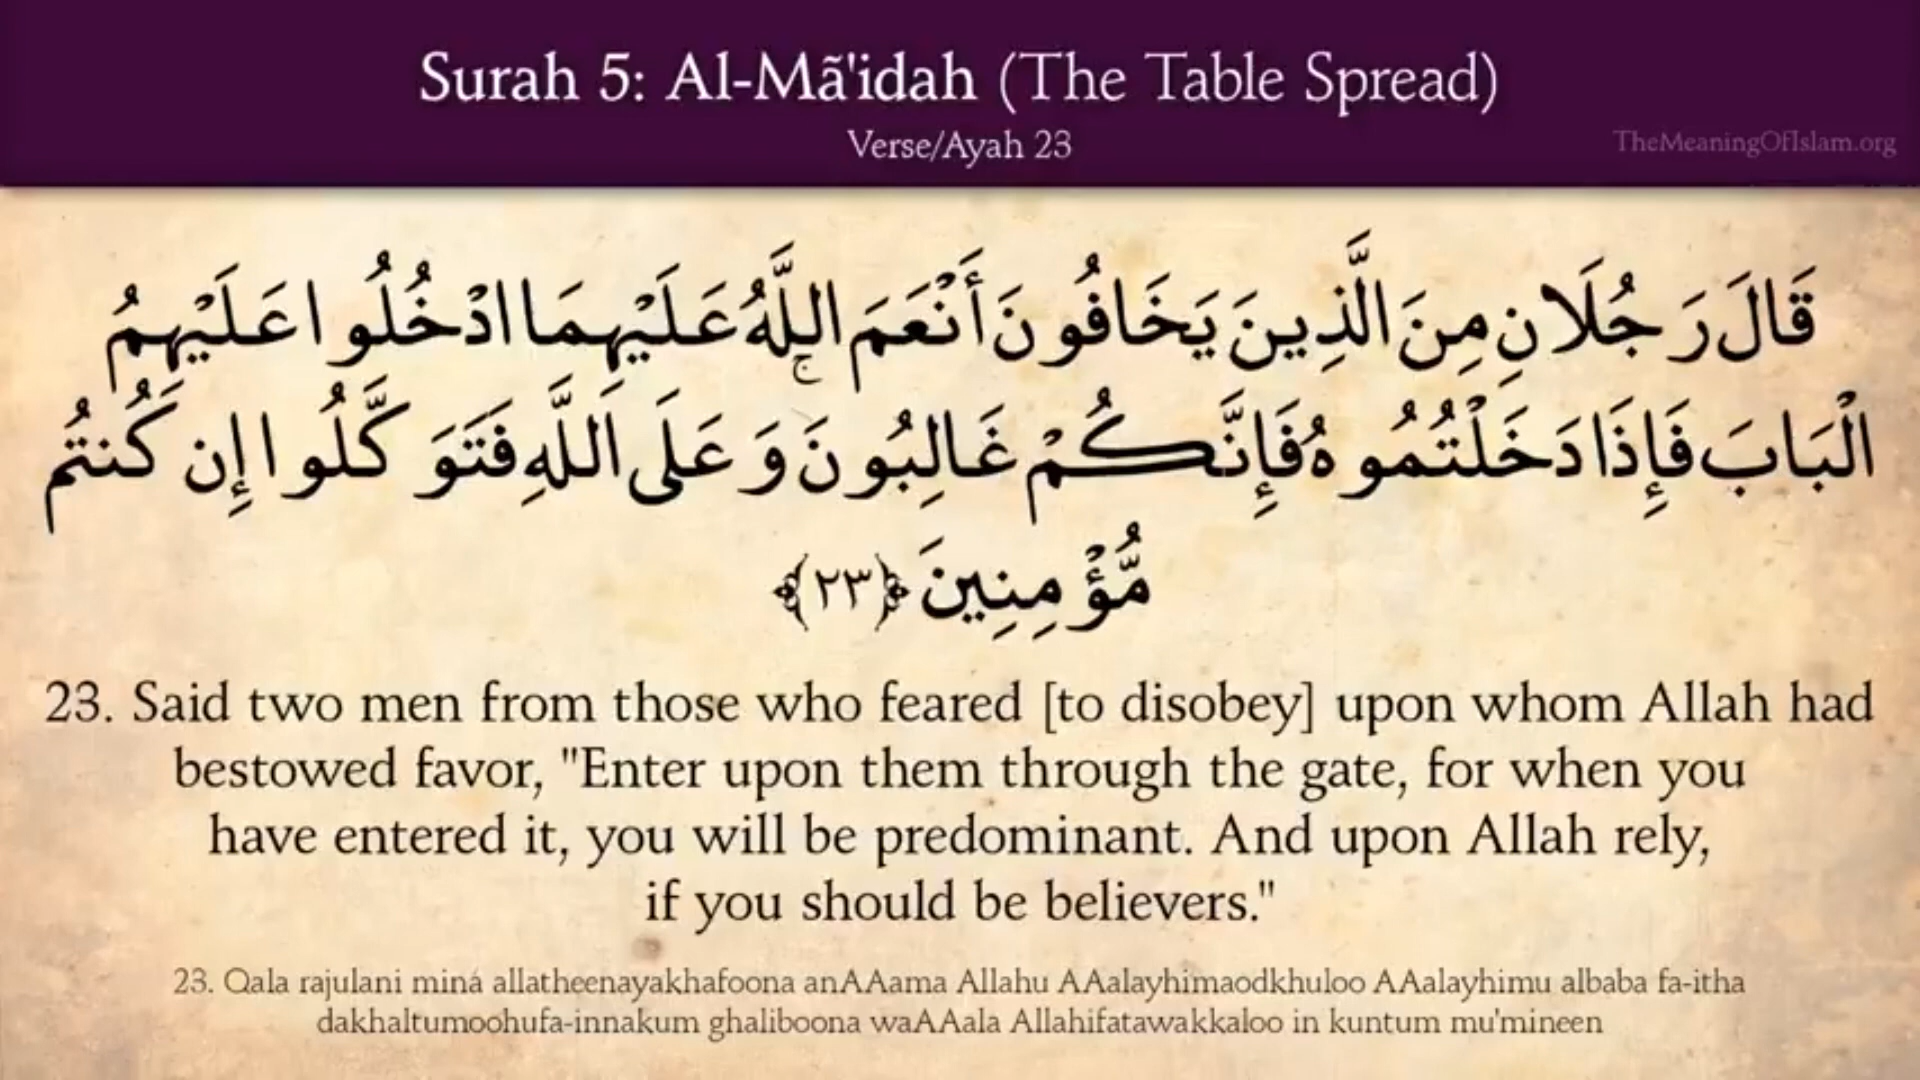 Surah 5: Al-Mã'idah (The Table Spread)
Verse/Ayah 23
TheMeaningOfIslam.org
قَالَ رَجُلَانِ مِنَ الَّذِينَ يَخَافُونَ أَنْعَمَ اللَّهُ عَلَيْهِمَا ادْخُلُوا عَلَيْهِمُ
الْبَابَ فَإِذَا دَخَلْتُمُوهُ فَإِنَّكُمْ غَالِبُونَ ۚ وَعَلَى اللَّهِ فَتَوَكَّلُوا إِن كُنتُم
مُّؤْمِنِينَ ﴿٢٣﴾
23. Said two men from those who feared [to disobey] upon whom Allah had
bestowed favor, "Enter upon them through the gate, for when you
have entered it, you will be predominant. And upon Allah rely,
if you should be believers."
23. Qala rajulani mina allatheenayakhafoona anAAama Allahu AAalayhimaodkhuloo AAalayhimu albaba fa-itha
dakhaltumoohufa-innakum ghaliboona waAAala Allahifatawakkaloo in kuntum mu'mineen